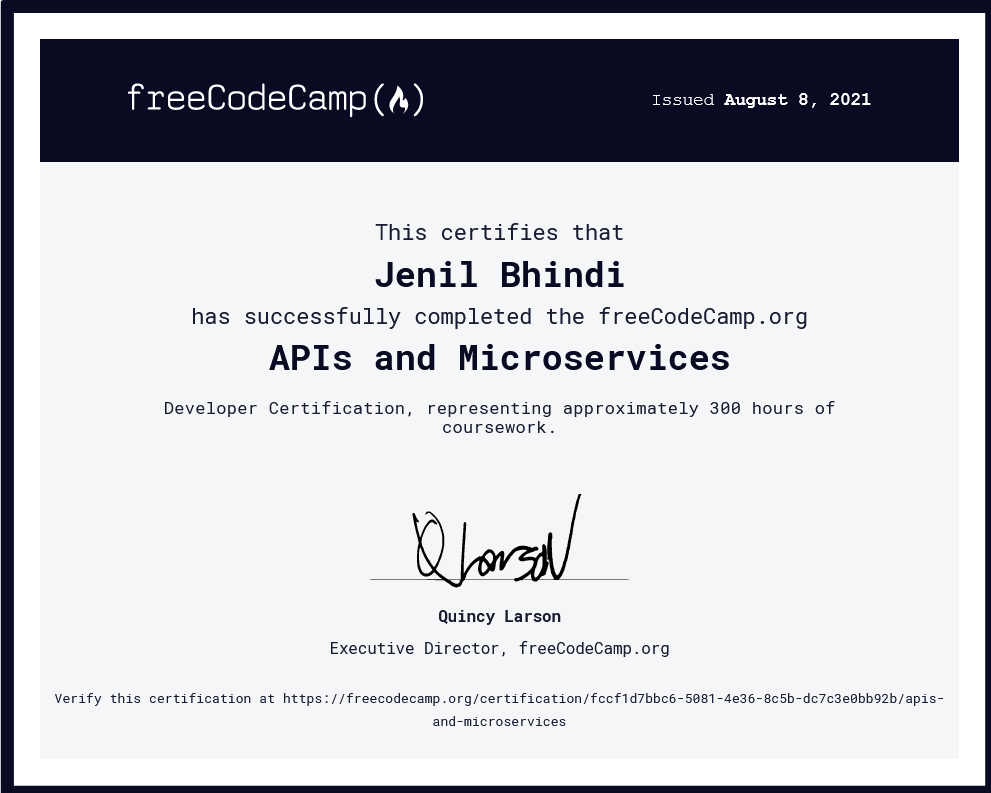 freeCodeCamp
Issued August 8, 2021
This certifies that
Jenil Bhindi
has successfully completed the freeCodeCamp.org
APIs and Microservices
Developer Certification, representing approximately 300 hours of
coursework.
Q Larson
Quincy Larson
Executive Director, freeCodeCamp.org
Verify this certification at https://freecodecamp.org/certification/fccf1d7bbc6-5081-4e36-8c5b-dc7c3e0bb92b/apis-
and-microservices